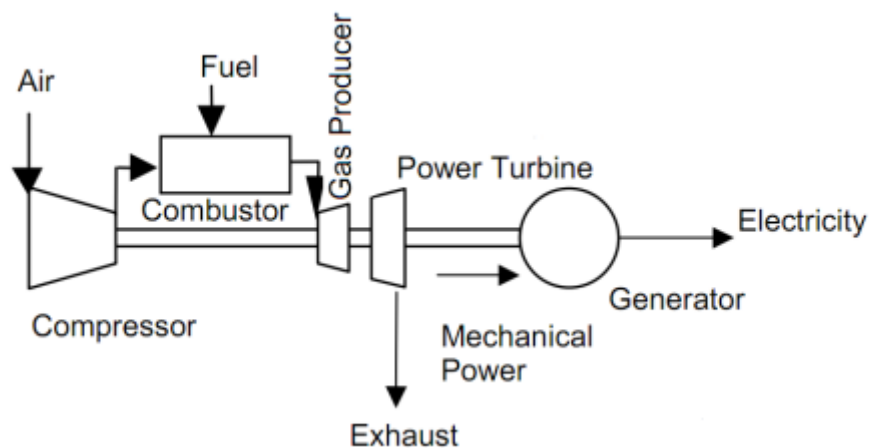 Fuel
Air
Gas Producer
Power Turbine
Combustor
Electricity
Generator
Compressor
Mechanical
Power
Exhaust